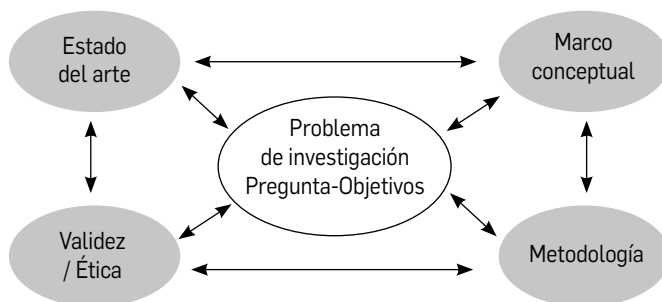 Estado
del arte
Marco
conceptual
Problema
de investigación
Pregunta-Objetivos
Validez
/ Ética
Metodología